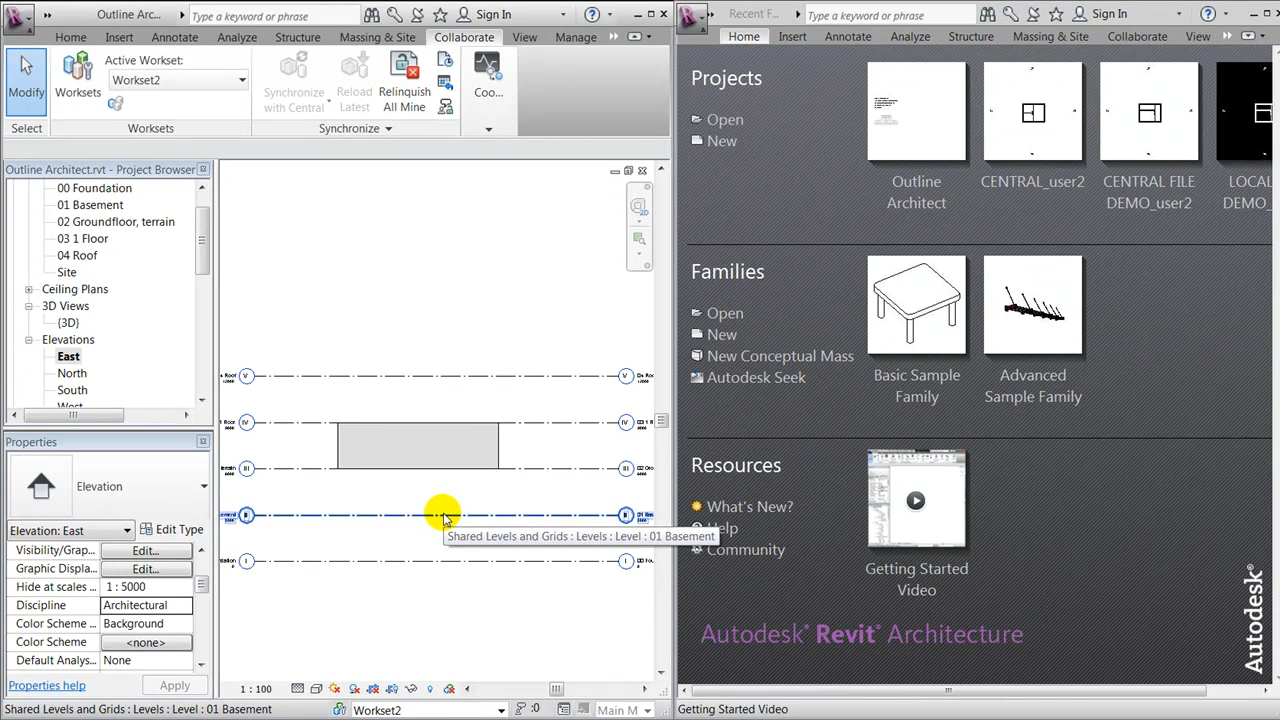 Outline Arc...
Type a keyword or phrase
Sign In
Home Insert Annotate Analyze Structure Massing & Site Collaborate View Manage
Modify
Worksets
Active Workset:
Workset2
Synchronize with Central
Reload Latest
Relinquish All Mine
Coo...
Select
Worksets
Synchronize
Outline Architect.rvt - Project Browser
00 Foundation
01 Basement
02 Groundfloor, terrain
03 1 Floor
04 Roof
Site
Ceiling Plans
3D Views
{3D}
Elevations
East
North
South
West
Properties
Elevation
Elevation: East
Edit Type
Visibility/Grap... Edit...
Graphic Displa... Edit...
Hide at scales ... 1 : 5000
Discipline Architectural
Color Scheme ... Background
Color Scheme <none>
Default Analys... None
Properties help
Apply
V V
IV IV
III III
II II
I I
Shared Levels and Grids : Levels : Level : 01 Basement
1 : 100
Shared Levels and Grids : Levels : Level : 01 Basement
Workset2
:0
Main M
Recent F...
Type a keyword or phrase
Sign In
Home Insert Annotate Analyze Structure Massing & Site Collaborate View
Projects
Open
New
Outline Architect
CENTRAL_user2
CENTRAL FILE DEMO_user2
LOCAL DEMO_
Families
Open
New
New Conceptual Mass
Autodesk Seek
Basic Sample Family
Advanced Sample Family
Resources
What's New?
Help
Community
Getting Started Video
Autodesk® Revit® Architecture
Autodesk®
Getting Started Video